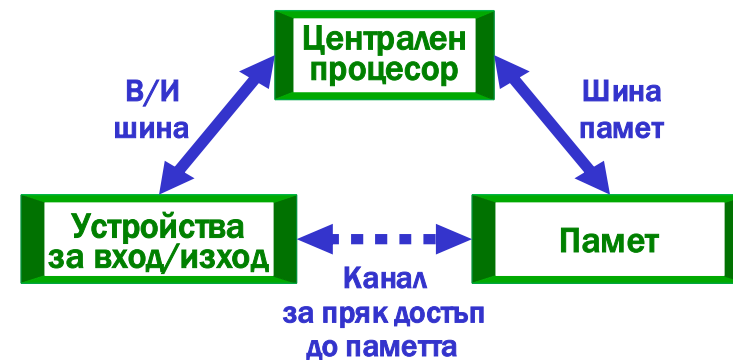 Централен
процесор
В/И
шина
Шина
памет
Устройства
за вход/изход
Памет
Канал
за пряк достъп
до паметта